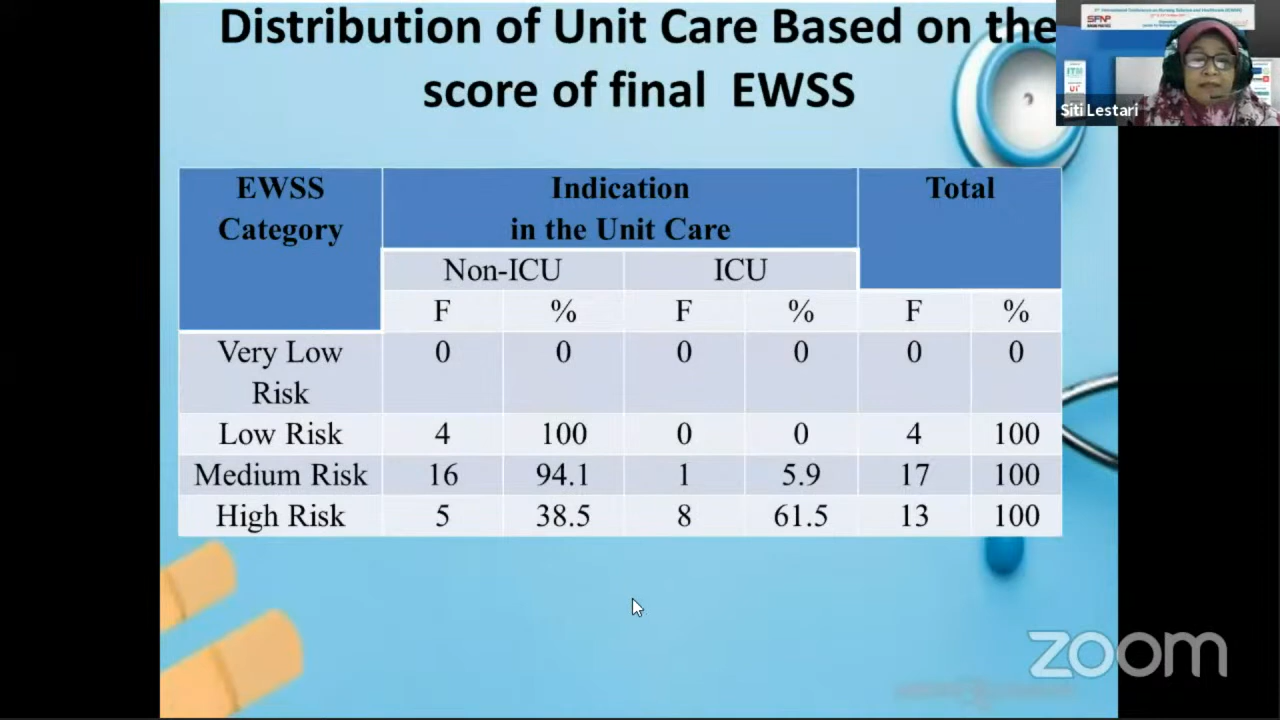 Distribution of Unit Care Based on the
score of final EWSS
Siti Lestari
EWSS
Category
Indication
in the Unit Care
Total
Non-ICU ICU
F % F % F %
Very Low
Risk
0 0 0 0 0 0
Low Risk 4 100 0 0 4 100
Medium Risk 16 94.1 1 5.9 17 100
High Risk 5 38.5 8 61.5 13 100
zoom